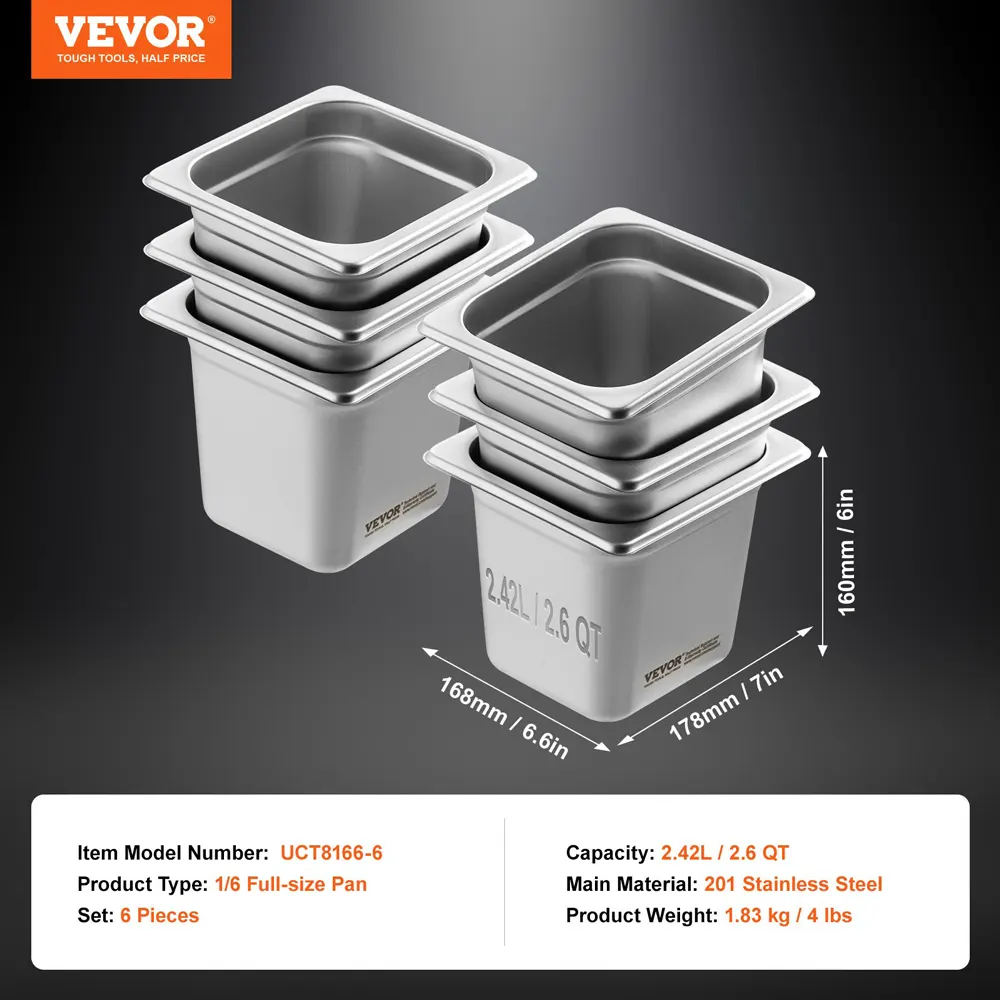 VEVOR®
TOUGH TOOLS, HALF PRICE
VEVOR®
2.42L / 2.6 QT
VEVOR®
160mm / 6in
168mm / 6.6in
178mm / 7in
Item Model Number: UCT8166-6
Product Type: 1/6 Full-size Pan
Set: 6 Pieces
Capacity: 2.42L / 2.6 QT
Main Material: 201 Stainless Steel
Product Weight: 1.83 kg / 4 lbs